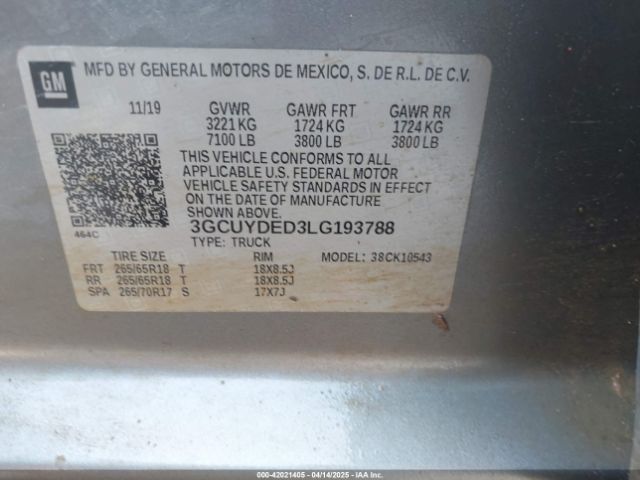 GM
MFD BY GENERAL MOTORS DE MEXICO, S. DE R.L. DE C.V.
11/19 GVWR GAWR FRT GAWR RR
3221 KG 1724 KG 1724 KG
7100 LB 3800 LB 3800 LB
THIS VEHICLE CONFORMS TO ALL
APPLICABLE U.S. FEDERAL MOTOR
VEHICLE SAFETY STANDARDS IN EFFECT
ON THE DATE OF MANUFACTURE
SHOWN ABOVE.
464C 3GCUYDED3LG193788
TYPE: TRUCK
TIRE SIZE RIM MODEL: 38CK10543
FRT 265/65R18 T 18X8.5J
RR 265/65R18 T 18X8.5J
SPA 265/70R17 S 17X7J
000-42021405 - 04/14/2025 - IAA Inc.